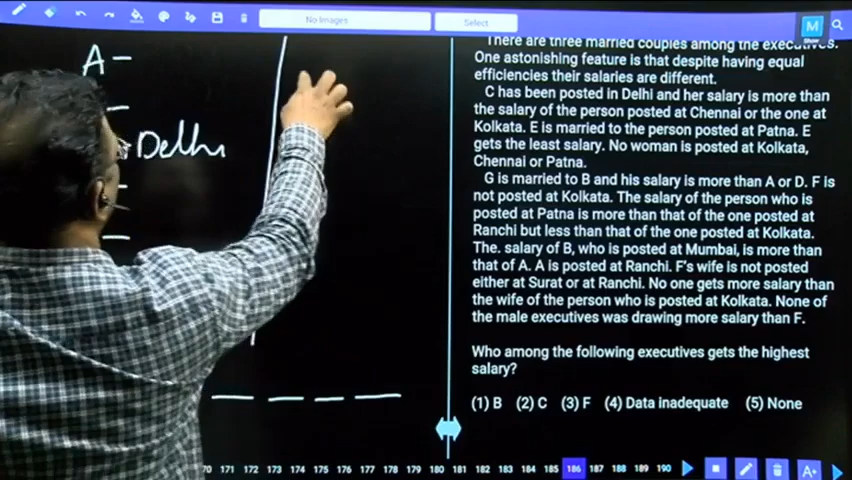 No Images
Select
M
Show
There are three married couples among the executives.
One astonishing feature is that despite having equal
efficiencies their salaries are different.
C has been posted in Delhi and her salary is more than
the salary of the person posted at Chennai or the one at
Kolkata. E is married to the person posted at Patna. E
gets the least salary. No woman is posted at Kolkata,
Chennai or Patna.
G is married to B and his salary is more than A or D. F is
not posted at Kolkata. The salary of the person who is
posted at Patna is more than that of the one posted at
Ranchi but less than that of the one posted at Kolkata.
The. salary of B, who is posted at Mumbai, is more than
that of A. A is posted at Ranchi. F's wife is not posted
either at Surat or at Ranchi. No one gets more salary than
the wife of the person who is posted at Kolkata. None of
the male executives was drawing more salary than F.
Who among the following executives gets the highest
salary?
(1) B (2) C (3) F (4) Data inadequate (5) None
A –
Delhi
70 171 172 173 174 175 176 177 178 179 180 181 182 183 184 185 186 187 188 189 190
A+